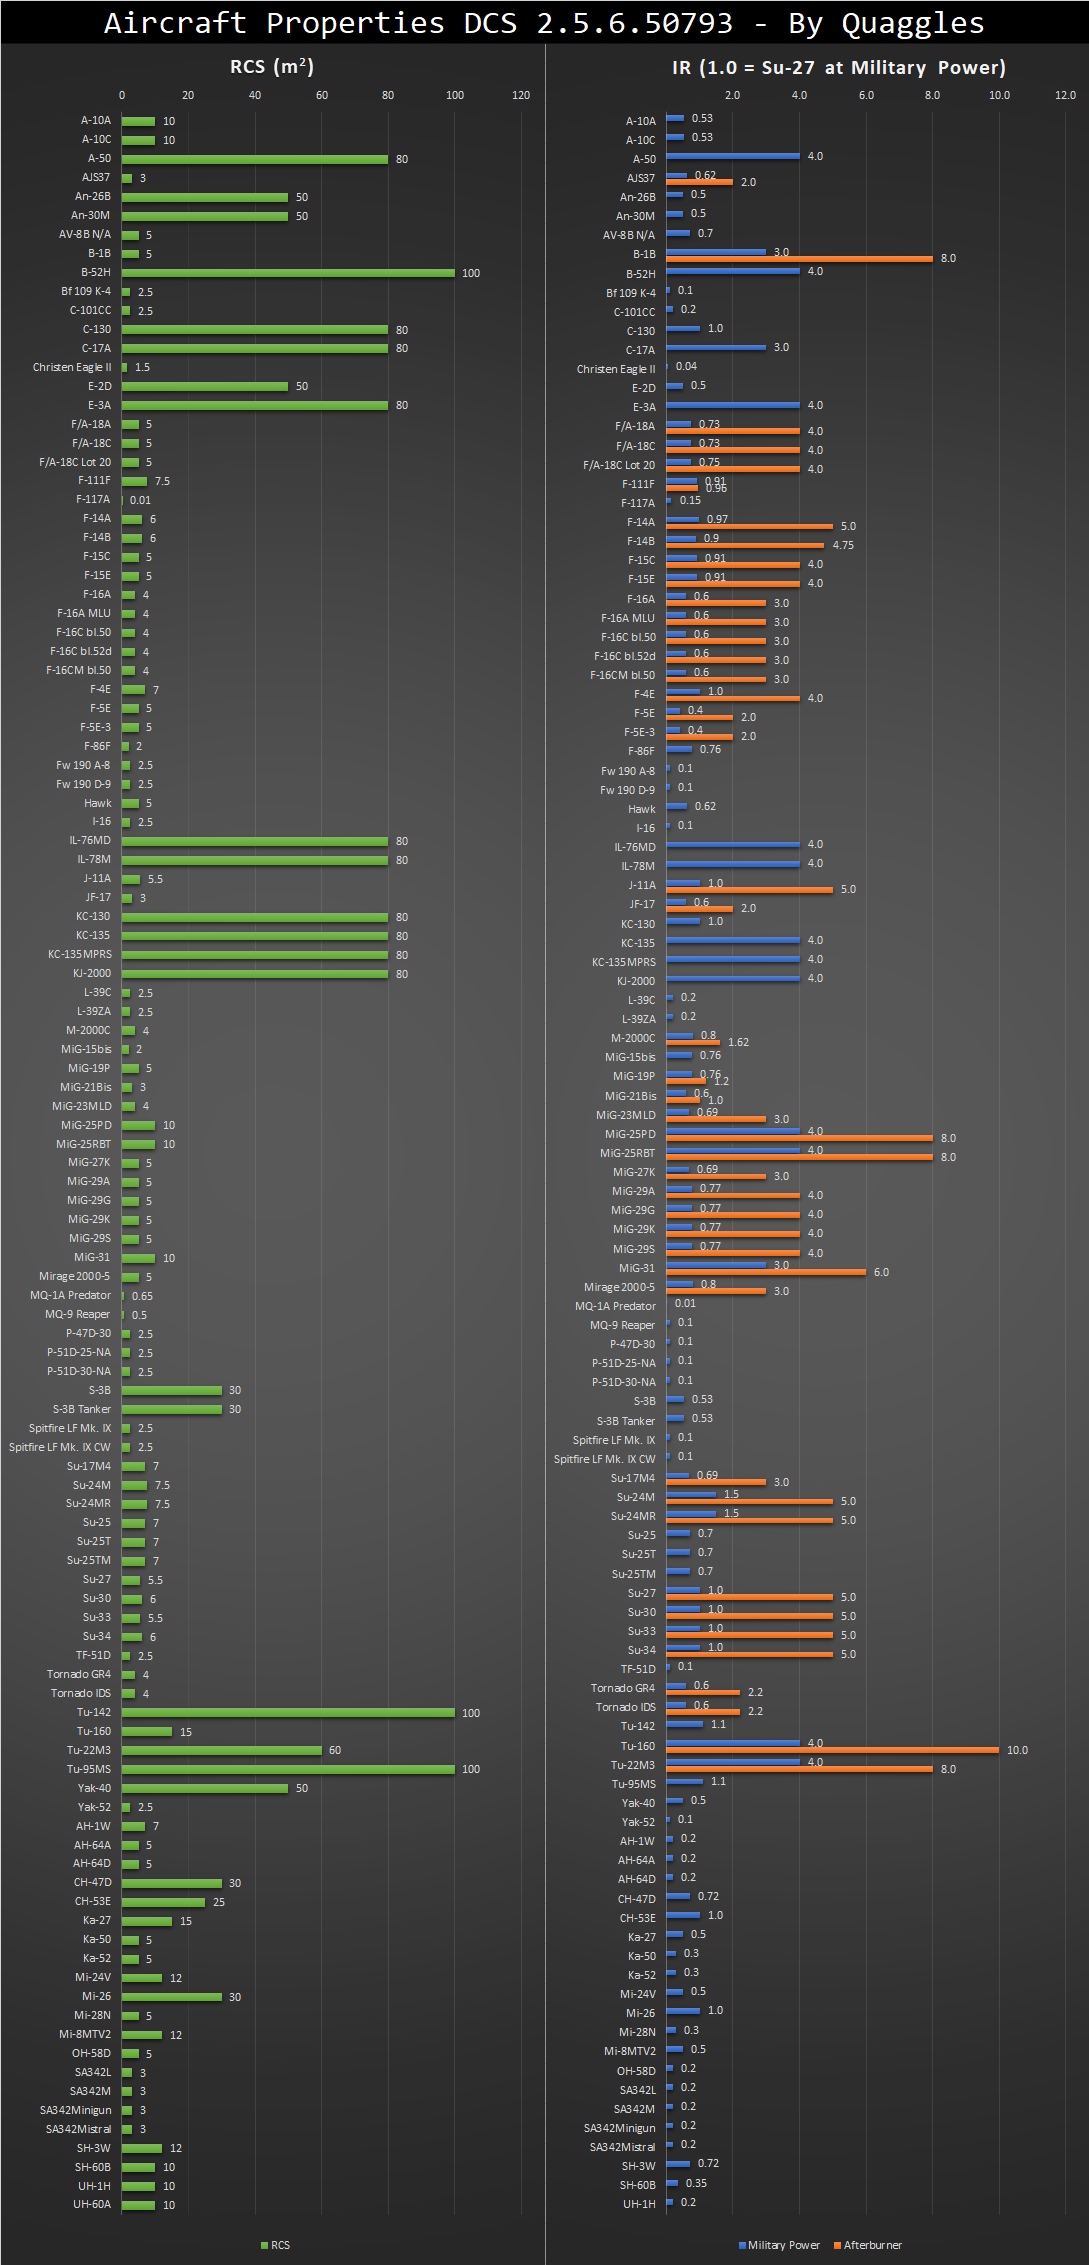 Aircraft Properties DCS 2.5.6.50793 - By Quaggles
RCS (m²)
0 20 40 60 80 100 120
A-10A 10
A-10C 10
A-50 80
AJS37 3
An-26B 50
An-30M 50
AV-8B N/A 5
B-1B 5
B-52H 100
Bf 109 K-4 2.5
C-101CC 2.5
C-130 80
C-17A 80
Christen Eagle II 1.5
E-2D 50
E-3A 80
F/A-18A 5
F/A-18C 5
F/A-18C Lot 20 5
F-111F 7.5
F-117A 0.01
F-14A 6
F-14B 6
F-15C 5
F-15E 5
F-16A 4
F-16A MLU 4
F-16C bl.50 4
F-16C bl.52d 4
F-16CM bl.50 4
F-4E 7
F-5E 5
F-5E-3 5
F-86F 2
Fw 190 A-8 2.5
Fw 190 D-9 2.5
Hawk 5
I-16 2.5
IL-76MD 80
IL-78M 80
J-11A 5.5
JF-17 3
KC-130 80
KC-135 80
KC-135 MPRS 80
KJ-2000 80
L-39C 2.5
L-39ZA 2.5
M-2000C 4
MiG-15bis 2
MiG-19P 5
MiG-21Bis 3
MiG-23MLD 4
MiG-25PD 10
MiG-25RBT 10
MiG-27K 5
MiG-29A 5
MiG-29G 5
MiG-29K 5
MiG-29S 5
MiG-31 10
Mirage 2000-5 5
MQ-1A Predator 0.65
MQ-9 Reaper 0.5
P-47D-30 2.5
P-51D-25-NA 2.5
P-51D-30-NA 2.5
S-3B 30
S-3B Tanker 30
Spitfire LF Mk. IX 2.5
Spitfire LF Mk. IX CW 2.5
Su-17M4 7
Su-24M 7.5
Su-24MR 7.5
Su-25 7
Su-25T 7
Su-25TM 7
Su-27 5.5
Su-30 6
Su-33 5.5
Su-34 6
TF-51D 2.5
Tornado GR4 4
Tornado IDS 4
Tu-142 100
Tu-160 15
Tu-22M3 60
Tu-95MS 100
Yak-40 50
Yak-52 2.5
AH-1W 7
AH-64A 5
AH-64D 5
CH-47D 30
CH-53E 25
Ka-27 15
Ka-50 5
Ka-52 5
Mi-24V 12
Mi-26 30
Mi-28N 5
Mi-8MTV2 12
OH-58D 5
SA342L 3
SA342M 3
SA342Minigun 3
SA342Mistral 3
SH-3W 12
SH-60B 10
UH-1H 10
UH-60A 10
RCS
IR (1.0 = Su-27 at Military Power)
2.0 4.0 6.0 8.0 10.0 12.0
A-10A 0.53
A-10C 0.53
A-50 4.0
AJS37 0.62 2.0
An-26B 0.5
An-30M 0.5
AV-8B N/A 0.7
B-1B 3.0 8.0
B-52H 4.0
Bf 109 K-4 0.1
C-101CC 0.2
C-130 1.0
C-17A 3.0
Christen Eagle II 0.04
E-2D 0.5
E-3A 4.0
F/A-18A 0.73 4.0
F/A-18C 0.73 4.0
F/A-18C Lot 20 0.75 4.0
F-111F 0.91 0.96
F-117A 0.15
F-14A 0.97 5.0
F-14B 0.9 4.75
F-15C 0.91 4.0
F-15E 0.91 4.0
F-16A 0.6 3.0
F-16A MLU 0.6 3.0
F-16C bl.50 0.6 3.0
F-16C bl.52d 0.6 3.0
F-16CM bl.50 0.6 3.0
F-4E 1.0 4.0
F-5E 0.4 2.0
F-5E-3 0.4 2.0
F-86F 0.76
Fw 190 A-8 0.1
Fw 190 D-9 0.1
Hawk 0.62
I-16 0.1
IL-76MD 4.0
IL-78M 4.0
J-11A 1.0 5.0
JF-17 0.6 2.0
KC-130 1.0
KC-135 4.0
KC-135 MPRS 4.0
KJ-2000 4.0
L-39C 0.2
L-39ZA 0.2
M-2000C 0.8 1.62
MiG-15bis 0.76
MiG-19P 0.76 1.2
MiG-21Bis 0.6 1.0
MiG-23MLD 0.69 3.0
MiG-25PD 4.0 8.0
MiG-25RBT 4.0 8.0
MiG-27K 0.69 3.0
MiG-29A 0.77 4.0
MiG-29G 0.77 4.0
MiG-29K 0.77 4.0
MiG-29S 0.77 4.0
MiG-31 3.0 6.0
Mirage 2000-5 0.8 3.0
MQ-1A Predator 0.01
MQ-9 Reaper 0.1
P-47D-30 0.1
P-51D-25-NA 0.1
P-51D-30-NA 0.1
S-3B 0.53
S-3B Tanker 0.53
Spitfire LF Mk. IX 0.1
Spitfire LF Mk. IX CW 0.1
Su-17M4 0.69 3.0
Su-24M 1.5 5.0
Su-24MR 1.5 5.0
Su-25 0.7
Su-25T 0.7
Su-25TM 0.7
Su-27 1.0 5.0
Su-30 1.0 5.0
Su-33 1.0 5.0
Su-34 1.0 5.0
TF-51D 0.1
Tornado GR4 0.6 2.2
Tornado IDS 0.6 2.2
Tu-142 1.1
Tu-160 4.0 10.0
Tu-22M3 4.0 8.0
Tu-95MS 1.1
Yak-40 0.5
Yak-52 0.1
AH-1W 0.2
AH-64A 0.2
AH-64D 0.2
CH-47D 0.72
CH-53E 1.0
Ka-27 0.5
Ka-50 0.3
Ka-52 0.3
Mi-24V 0.5
Mi-26 1.0
Mi-28N 0.3
Mi-8MTV2 0.5
OH-58D 0.2
SA342L 0.2
SA342M 0.2
SA342Minigun 0.2
SA342Mistral 0.2
SH-3W 0.72
SH-60B 0.35
UH-1H 0.2
Military Power Afterburner